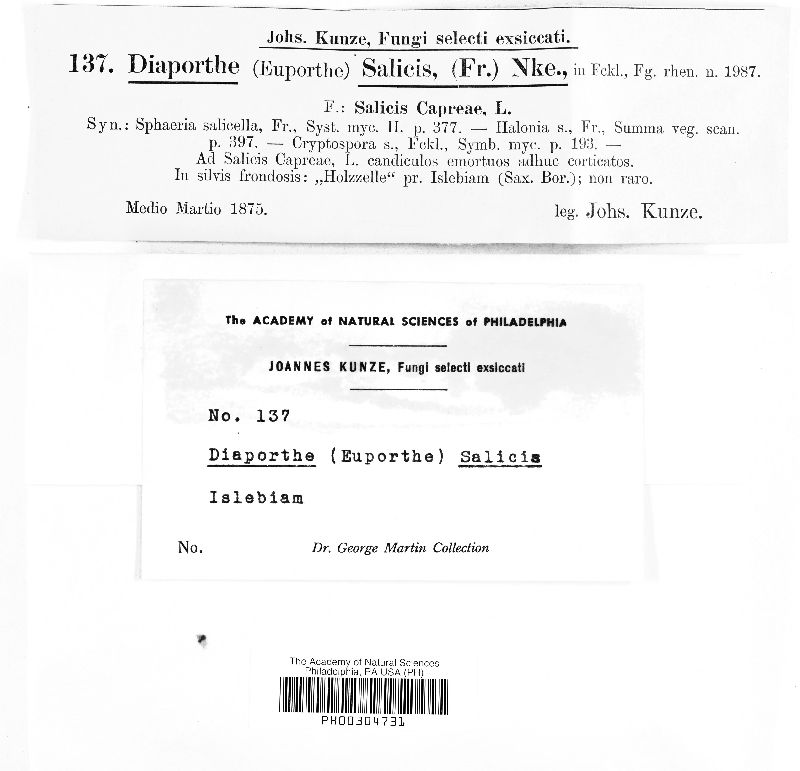 Johs. Kunze, Fungi selecti exsiccati.
137. Diaporthe (Euporthe) Salicis, (Fr.) Nke., in Fckl., Fg. rhen. n. 1987.
F.: Salicis Capreae, L.
Syn.: Sphaeria salicella, Fr., Syst. myc. II. p. 377. — Halonia s., Fr., Summa veg. scan.
p. 397. — Cryptospora s., Fckl., Symb. myc. p. 193. —
Ad Salicis Capreae, L. candiculos emortuos adhuc corticatos.
In silvis frondosis: „Holzzelle“ pr. Islebiam (Sax. Bor.); non raro.
Medio Martio 1875. leg. Johs. Kunze.
The ACADEMY of NATURAL SCIENCES of PHILADELPHIA
JOANNES KUNZE, Fungi selecti exsiccati
No. 137
Diaporthe (Euporthe) Salicis
Islebiam
No. Dr. George Martin Collection
The Academy of Natural Sciences
Philadelphia, PA USA (PH)
PH00304731